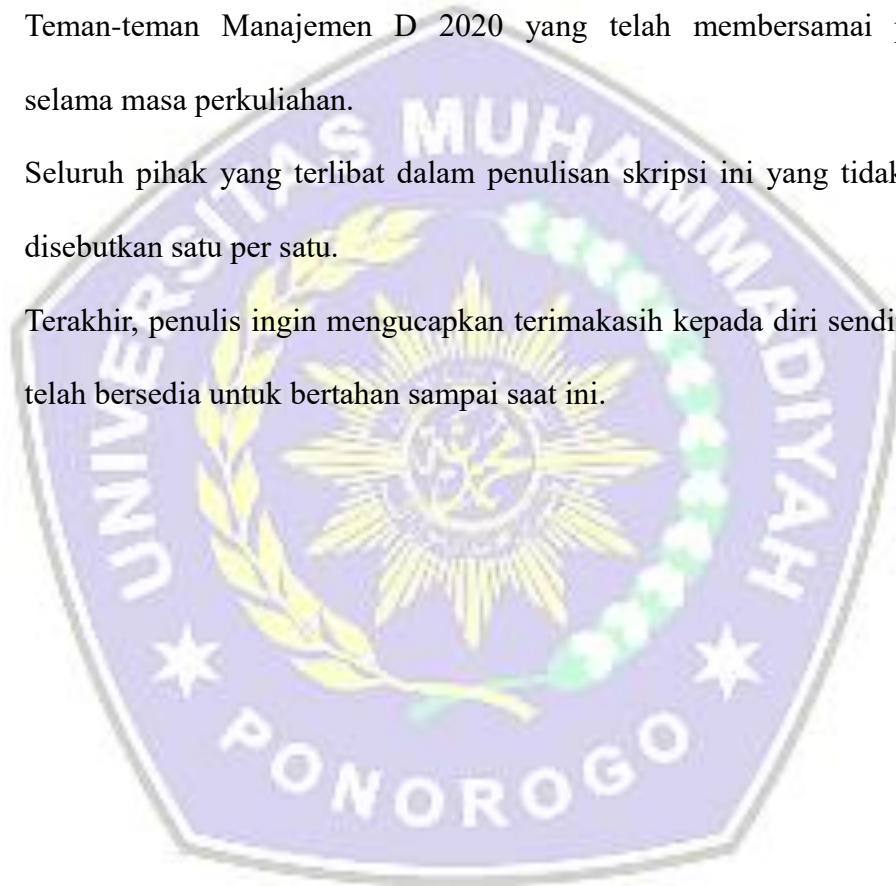 Teman-teman Manajemen D 2020 yang telah membersamai
selama masa perkuliahan.
Seluruh pihak yang terlibat dalam penulisan skripsi ini yang tidak
disebutkan satu per satu.
Terakhir, penulis ingin mengucapkan terimakasih kepada diri
telah bersedia untuk bertahan sampai saat ini.
UNIVERSITAS MUHAMMADIYAH
PONOROGO